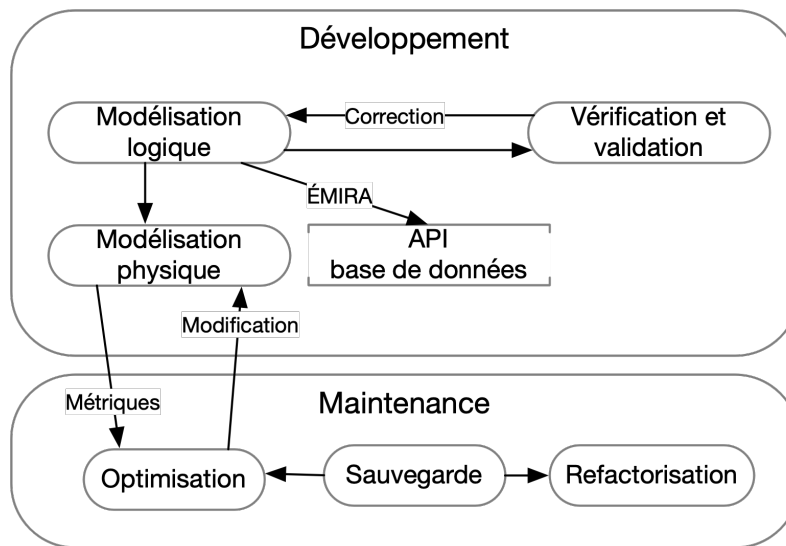 Développement
Modélisation
logique
Correction
Vérification et
validation
ÉMIRA
Modélisation
physique
API
base de données
Modification
Métriques
Maintenance
Optimisation
Sauvegarde
Refactorisation